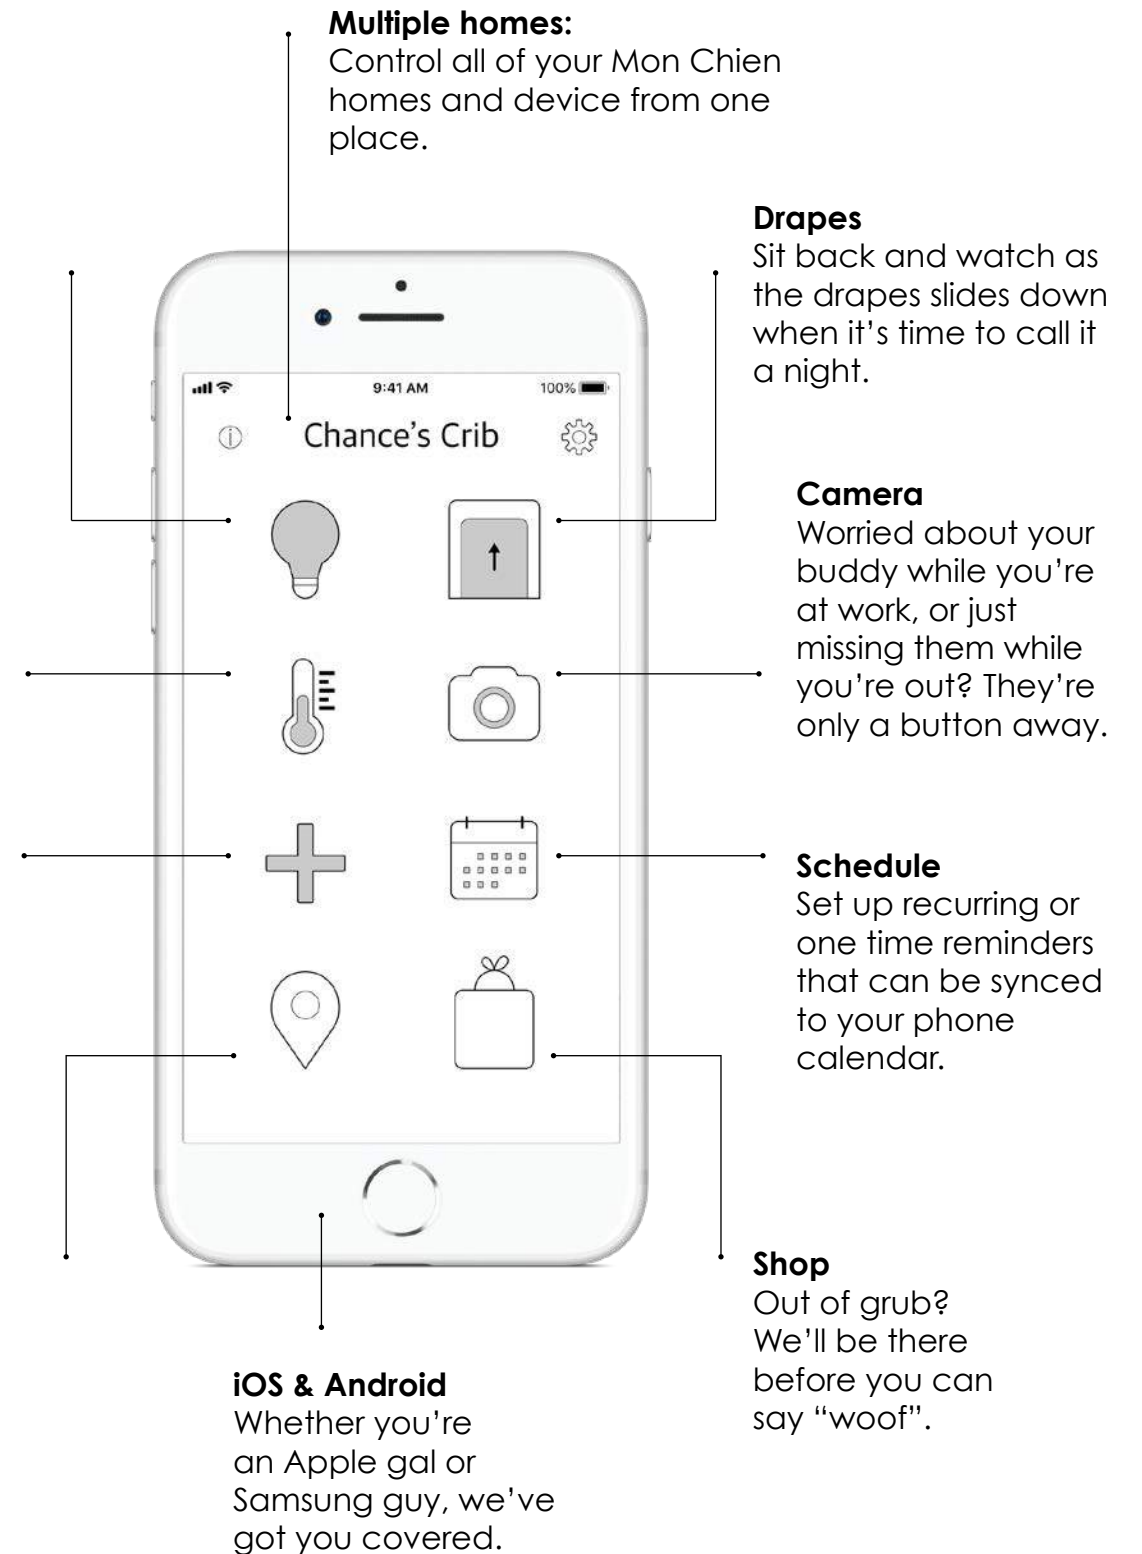 Multiple homes:
Control all of your Mon Chien
homes and device from one
place.
Drapes
Sit back and watch as
the drapes slides down
when it's time to call it
a night.
9:41 AM
100%
Chance's Crib
Camera
Worried about your
buddy while you're
at work, or just
missing them while
you're out? They're
only a button away.
Schedule
Set up recurring or
one time reminders
that can be synced
to your phone
calendar.
Shop
Out of grub?
We'll be there
before you can
say “woof”.
iOS & Android
Whether you're
an Apple gal or
Samsung guy, we've
got you covered.